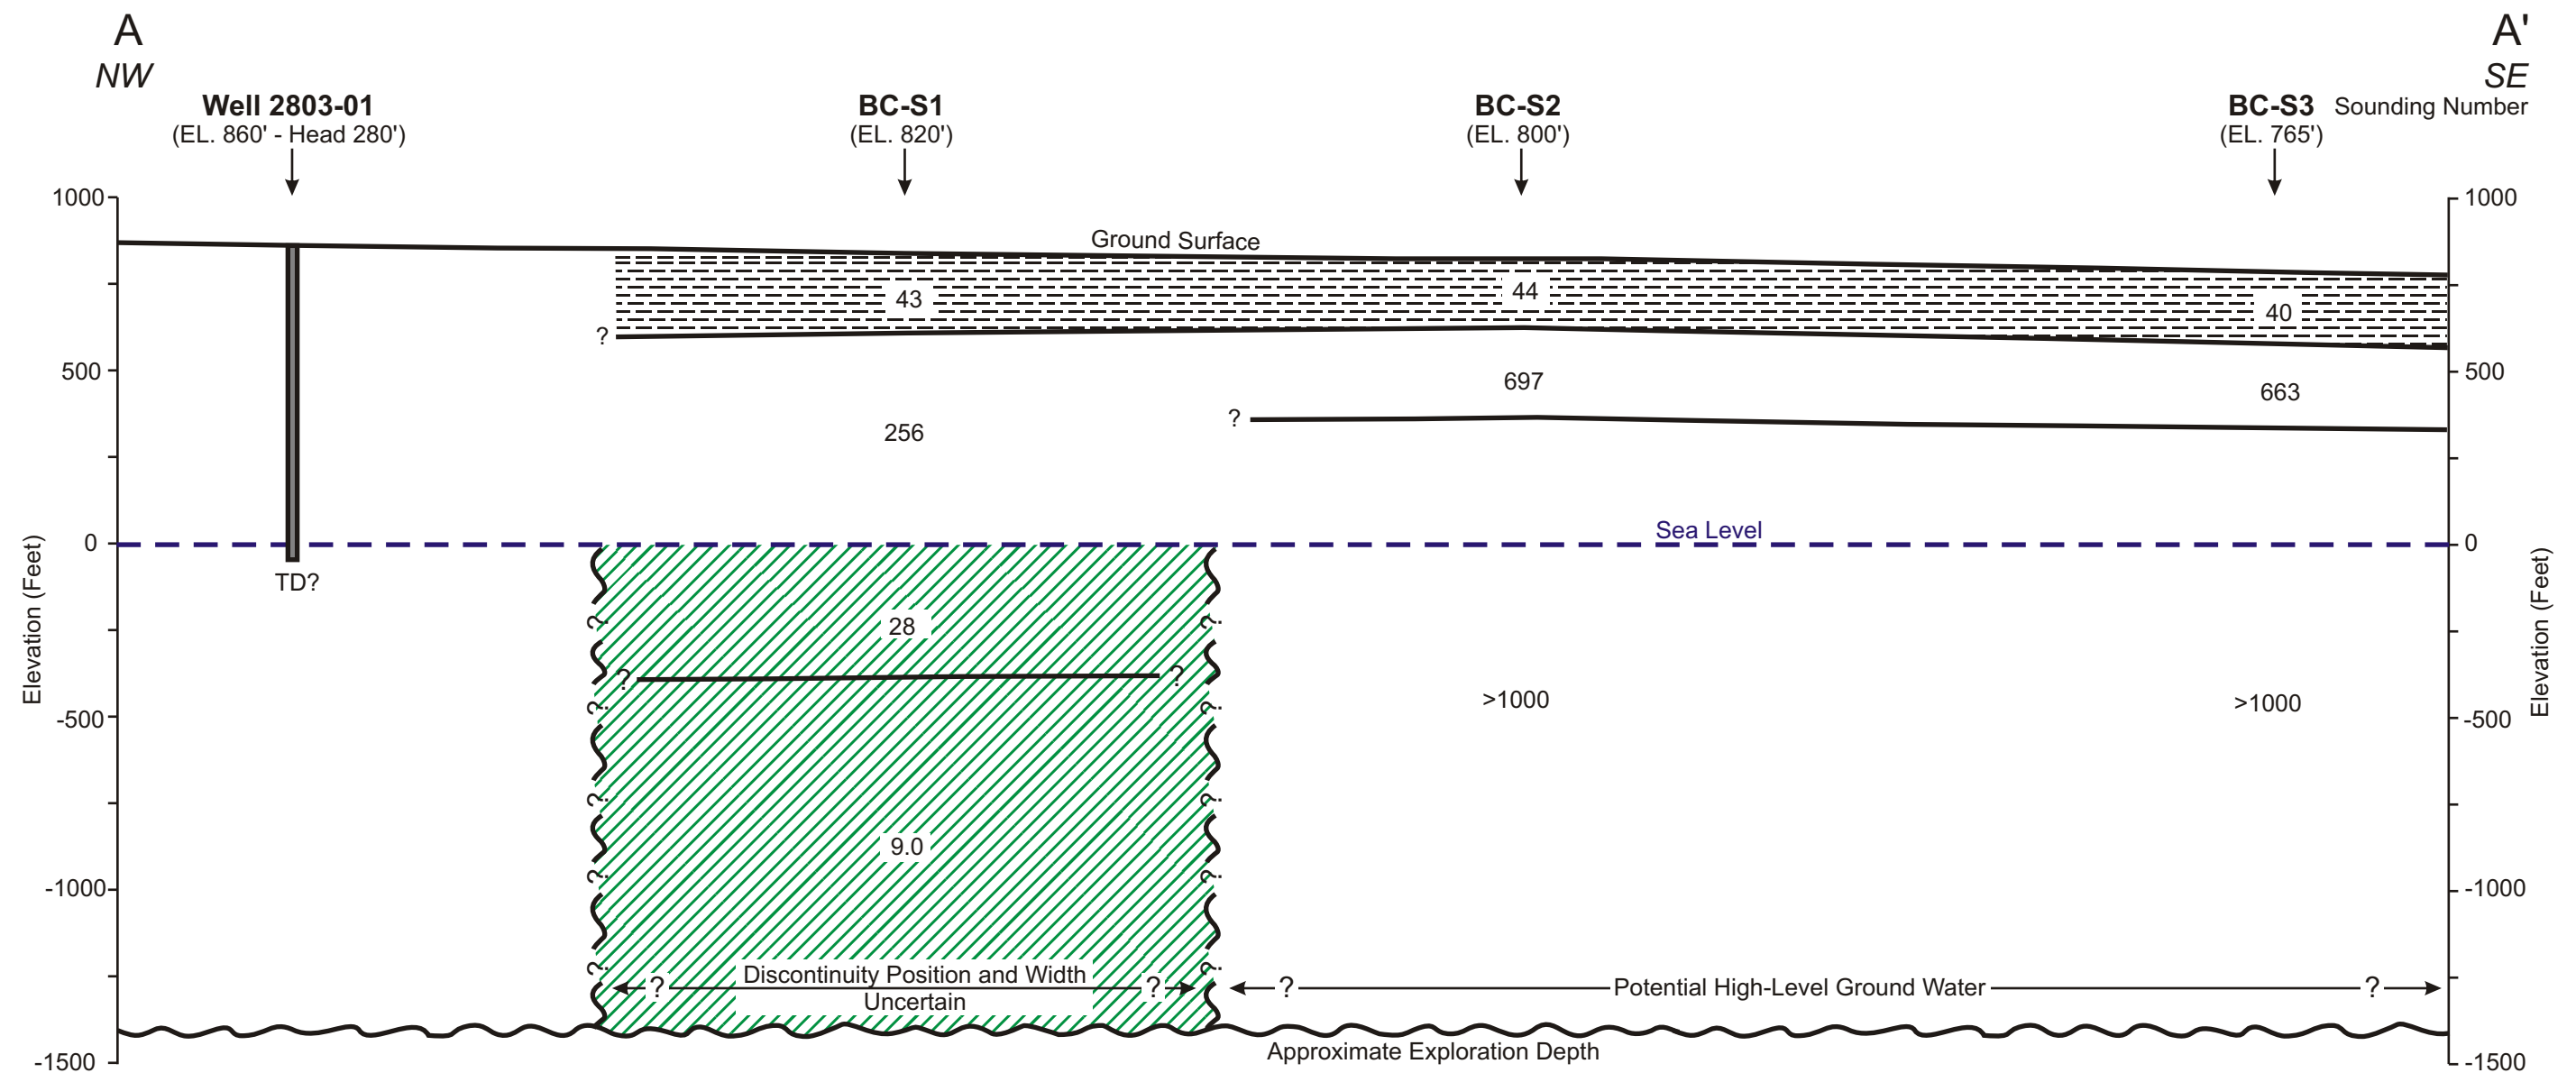 A
A'
NW
SE
Well 2803-01
BC-S1
BC-S2
BC-S3
Sounding Number
(EL. 860' - Head 280')
(EL. 820')
(EL. 800')
(EL. 765')
1000
1000
Ground Surface
43
44
40
?
500
500
697
663
?
256
Sea Level
0
0
TD?
Elevation (Feet)
Elevation (Feet)
?
?
28
?
?
?
?
-500
-500
>1000
>1000
?
?
9.0
?
?
-1000
-1000
?
?
Discontinuity Position and Width
Uncertain
?
?
?
Potential High-Level Ground Water
?
Approximate Exploration Depth
-1500
-1500